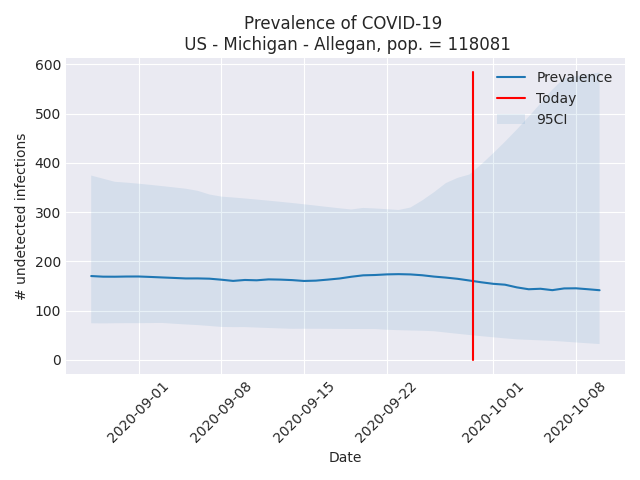 Prevalence of COVID-19
US - Michigan - Allegan, pop. = 118081
600
500
400
300
200
100
0
# undetected infections
Prevalence
Today
95CI
2020-09-01
2020-09-08
2020-09-15
2020-09-22
2020-10-01
2020-10-08
Date